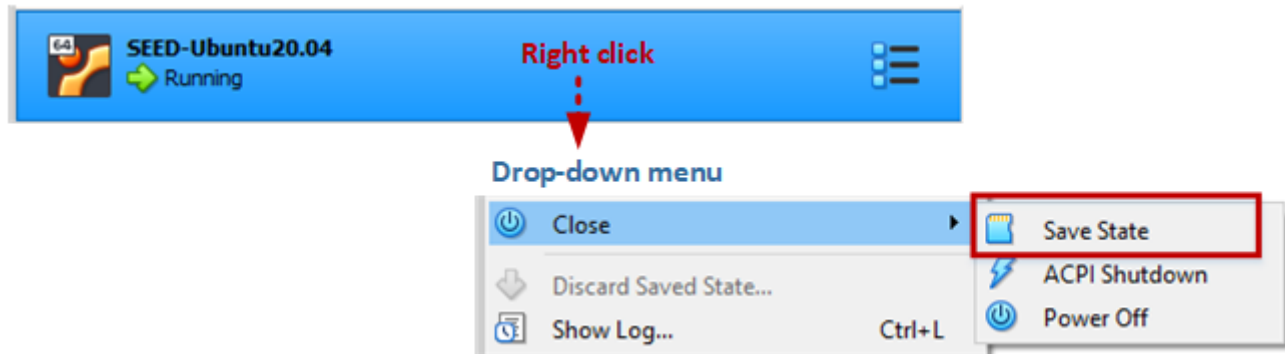 64
SEED-Ubuntu20.04
Running
Right click
Drop-down menu
Close
Save State
ACPI Shutdown
Discard Saved State...
Power Off
Show Log... Ctrl+L